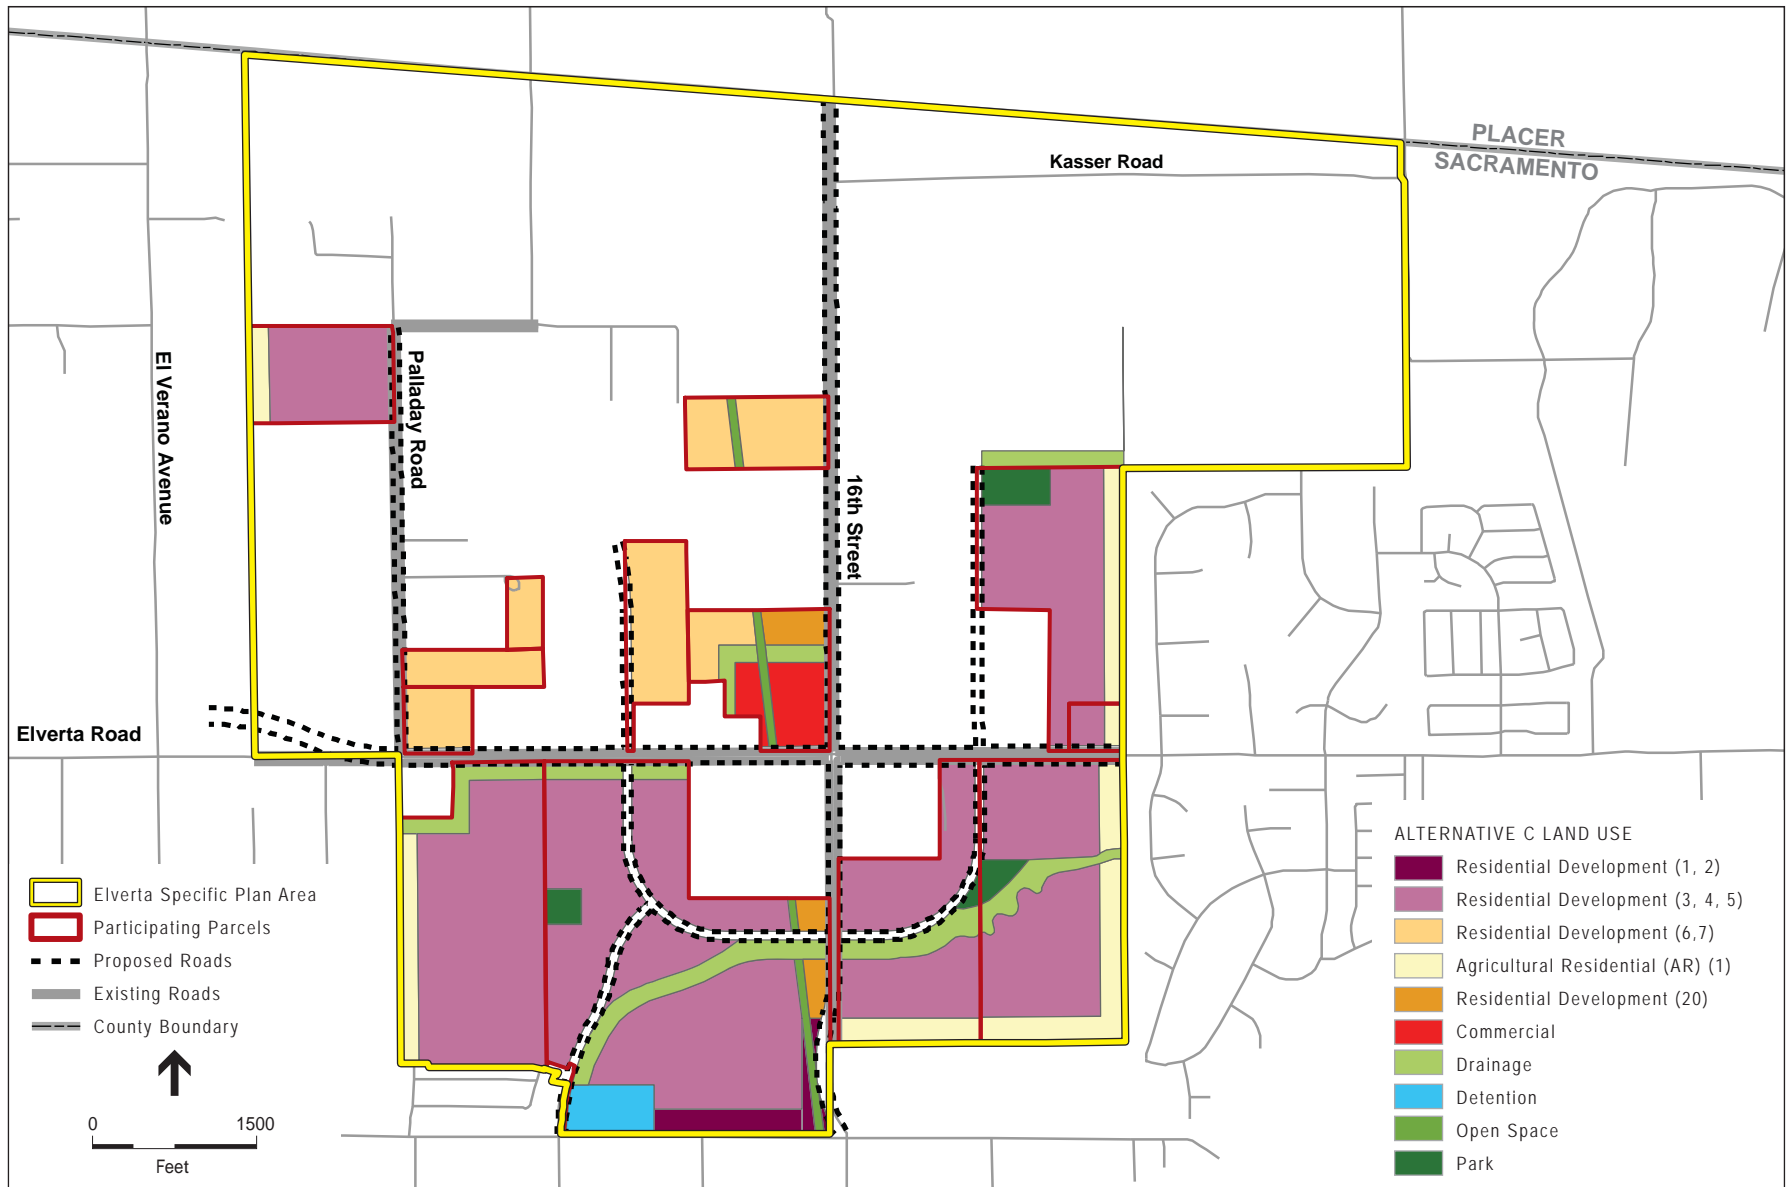 PLACER
SACRAMENTO
Kasser Road
El Verano Avenue
Palladay Road
16th Street
Elverta Road
Elverta Specific Plan Area
Participating Parcels
Proposed Roads
Existing Roads
County Boundary
0 1500
Feet
ALTERNATIVE C LAND USE
Residential Development (1, 2)
Residential Development (3, 4, 5)
Residential Development (6,7)
Agricultural Residential (AR) (1)
Residential Development (20)
Commercial
Drainage
Detention
Open Space
Park